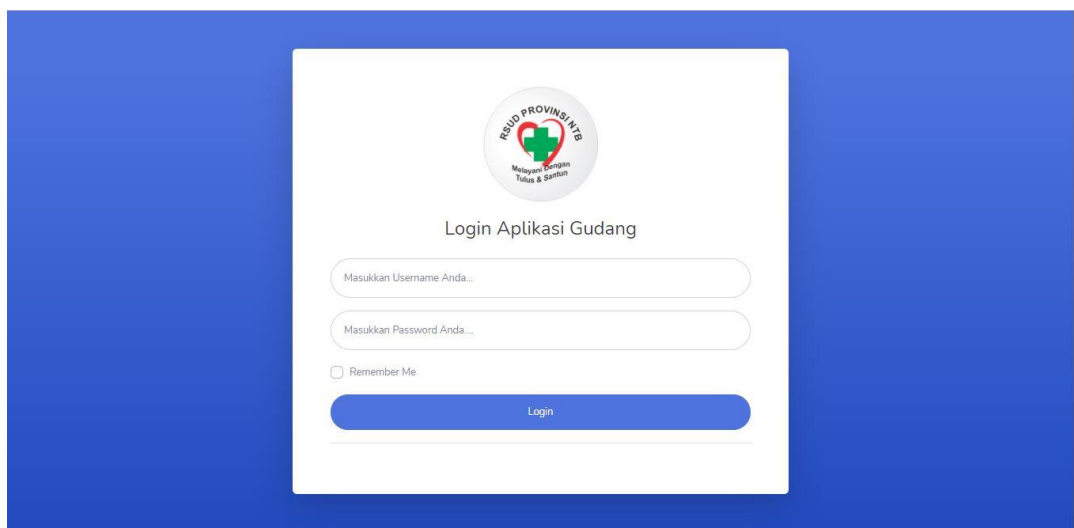 RSUD PROVINSI NTB
Melayani Dengan
Tulus & Santun
Login Aplikasi Gudang
Masukkan Username Anda...
Masukkan Password Anda....
Remember Me
Login